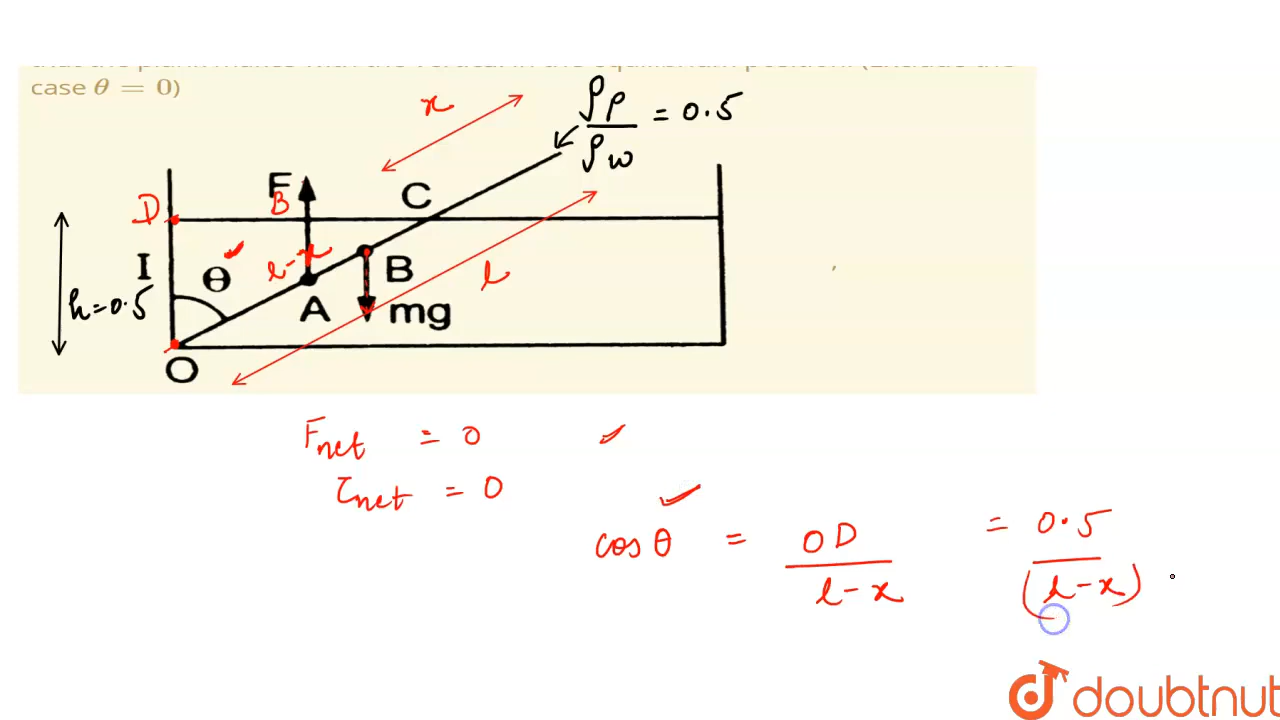 case θ = 0)
x
ρp/ρw = 0.5
F
B
C
D
I
θ
l-x
B
l
h=0.5
A
mg
O
Fnet = 0 ✓
τnet = 0 ✓
cos θ = OD/l-x = 0.5/(l-x)
doubtnut